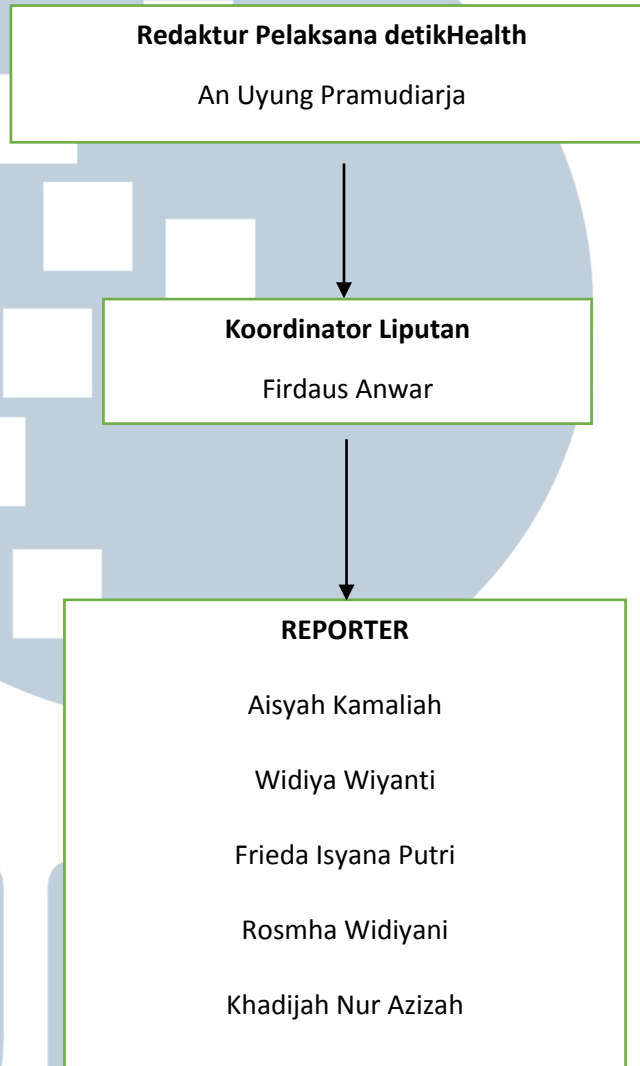 Redaktur Pelaksana detikHealth
An Uyung Pramudiarja
Koordinator Liputan
Firdaus Anwar
REPORTER
Aisyah Kamaliah
Widiya Wiyanti
Frieda Isyana Putri
Rosmha Widiyani
Khadijah Nur Azizah